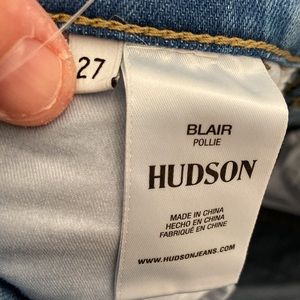 27
BLAIR
POLLIE
HUDSON
MADE IN CHINA
HECHO EN CHINA
FABRIQUÉ EN CHINE
WWW.HUDSONJEANS.COM